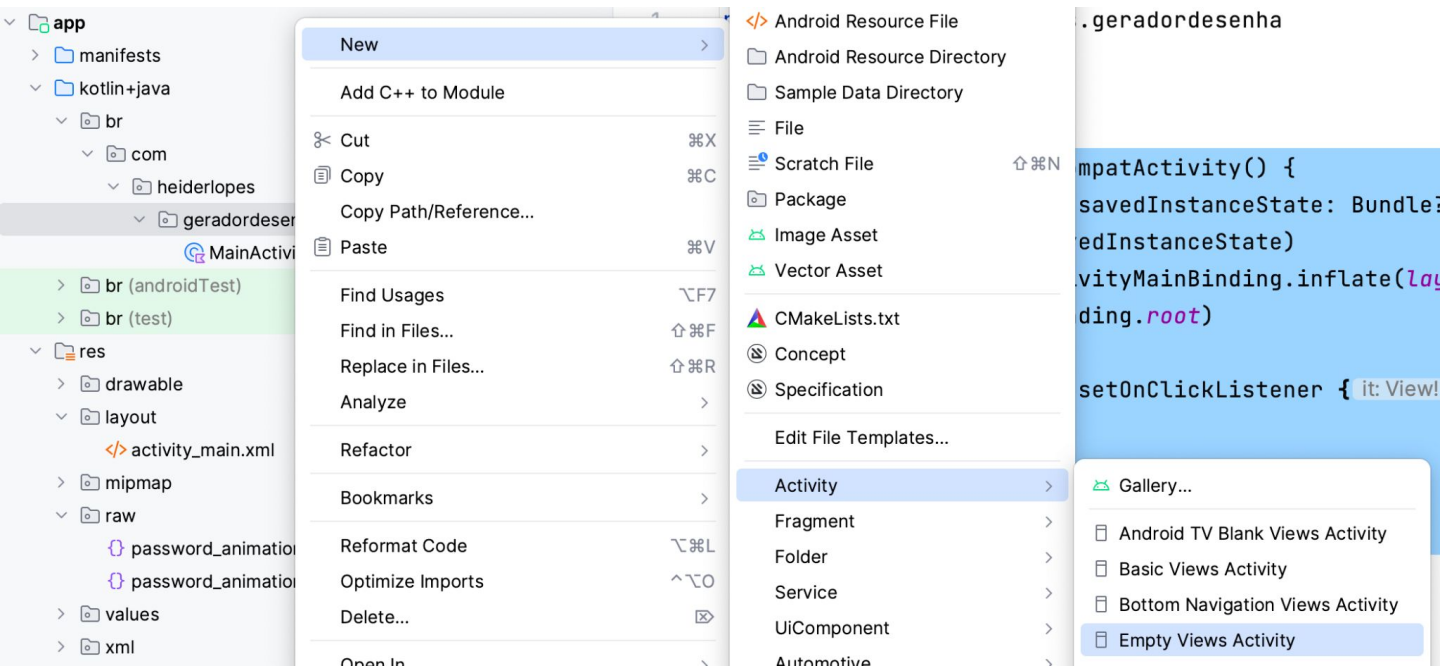 app
manifests
kotlin+java
br
com
heiderlopes
geradordeser
MainActivi
br (androidTest)
br (test)
res
drawable
layout
activity_main.xml
mipmap
raw
password_animation
password_animation
values
xml
New
Add C++ to Module
Cut ⌘X
Copy ⌘C
Copy Path/Reference...
Paste ⌘V
Find Usages ⌥F7
Find in Files... ⇧⌘F
Replace in Files... ⇧⌘R
Analyze
Refactor
Bookmarks
Reformat Code ⌥⌘L
Optimize Imports ^⌥O
Delete... ⌦
Open In
Android Resource File
Android Resource Directory
Sample Data Directory
File
Scratch File ⇧⌘N
Package
Image Asset
Vector Asset
CMakeLists.txt
Concept
Specification
Edit File Templates...
Activity
Fragment
Folder
Service
UiComponent
Automotive
Gallery...
Android TV Blank Views Activity
Basic Views Activity
Bottom Navigation Views Activity
Empty Views Activity
.geradordesenha
mpatActivity() {
savedInstanceState: Bundle?
edInstanceState)
vityMainBinding.inflate(lay
ding.root)
setOnClickListener { it: View!